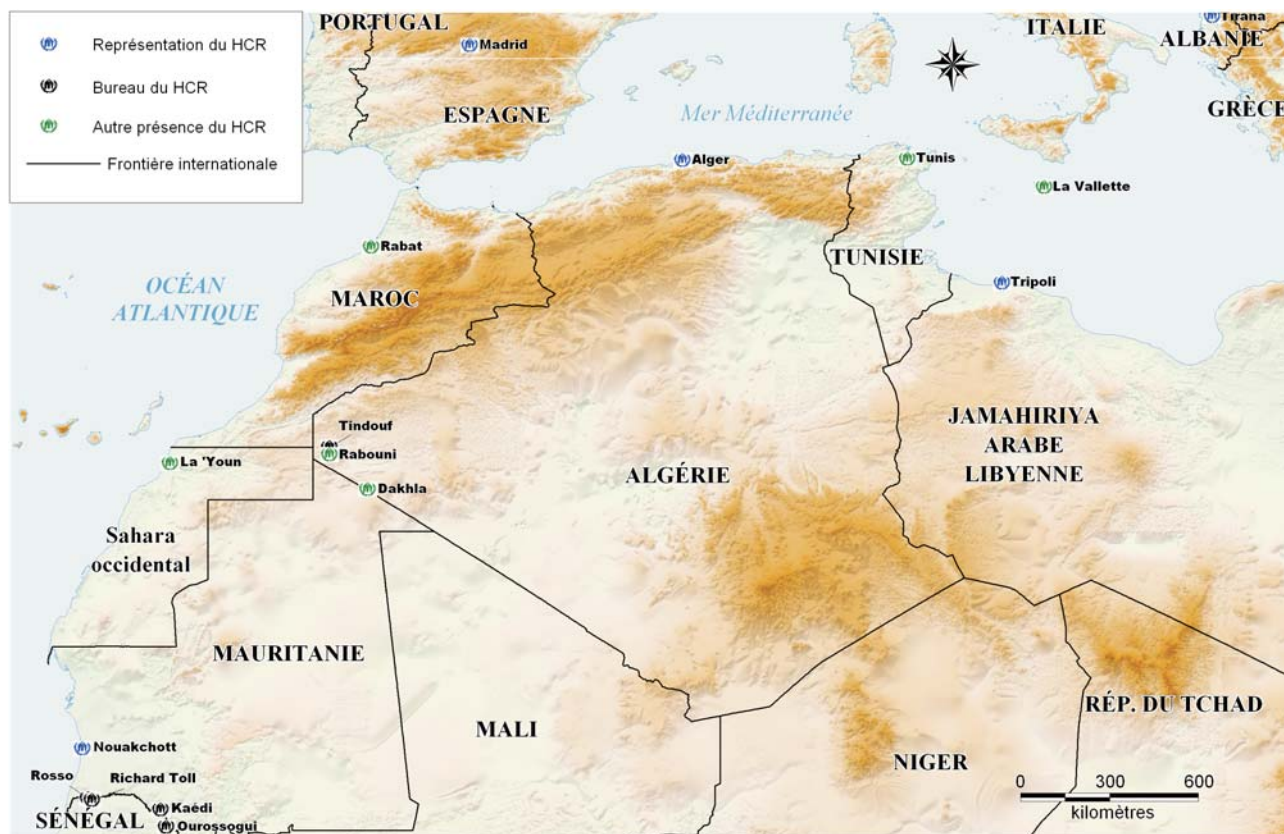 Représentation du HCR
Bureau du HCR
Autre présence du HCR
Frontière internationale
PORTUGAL
Madrid
ESPAGNE
ITALIE
Tirana
ALBANIE
GRÈCE
Mer Méditerranée
Alger
Tunis
La Vallette
Rabat
TUNISIE
Tripoli
OCÉAN
ATLANTIQUE
MAROC
JAMAHIRIYA
ARABE
LIBYENNE
Tindouf
Rabouni
La 'Youn
Dakhla
ALGÉRIE
Sahara
occidental
MAURITANIE
MALI
RÉP. DU TCHAD
NIGER
Nouakchott
Rosso
Richard Toll
Kaédi
SÉNÉGAL
Ourossogui
0 300 600
kilomètres